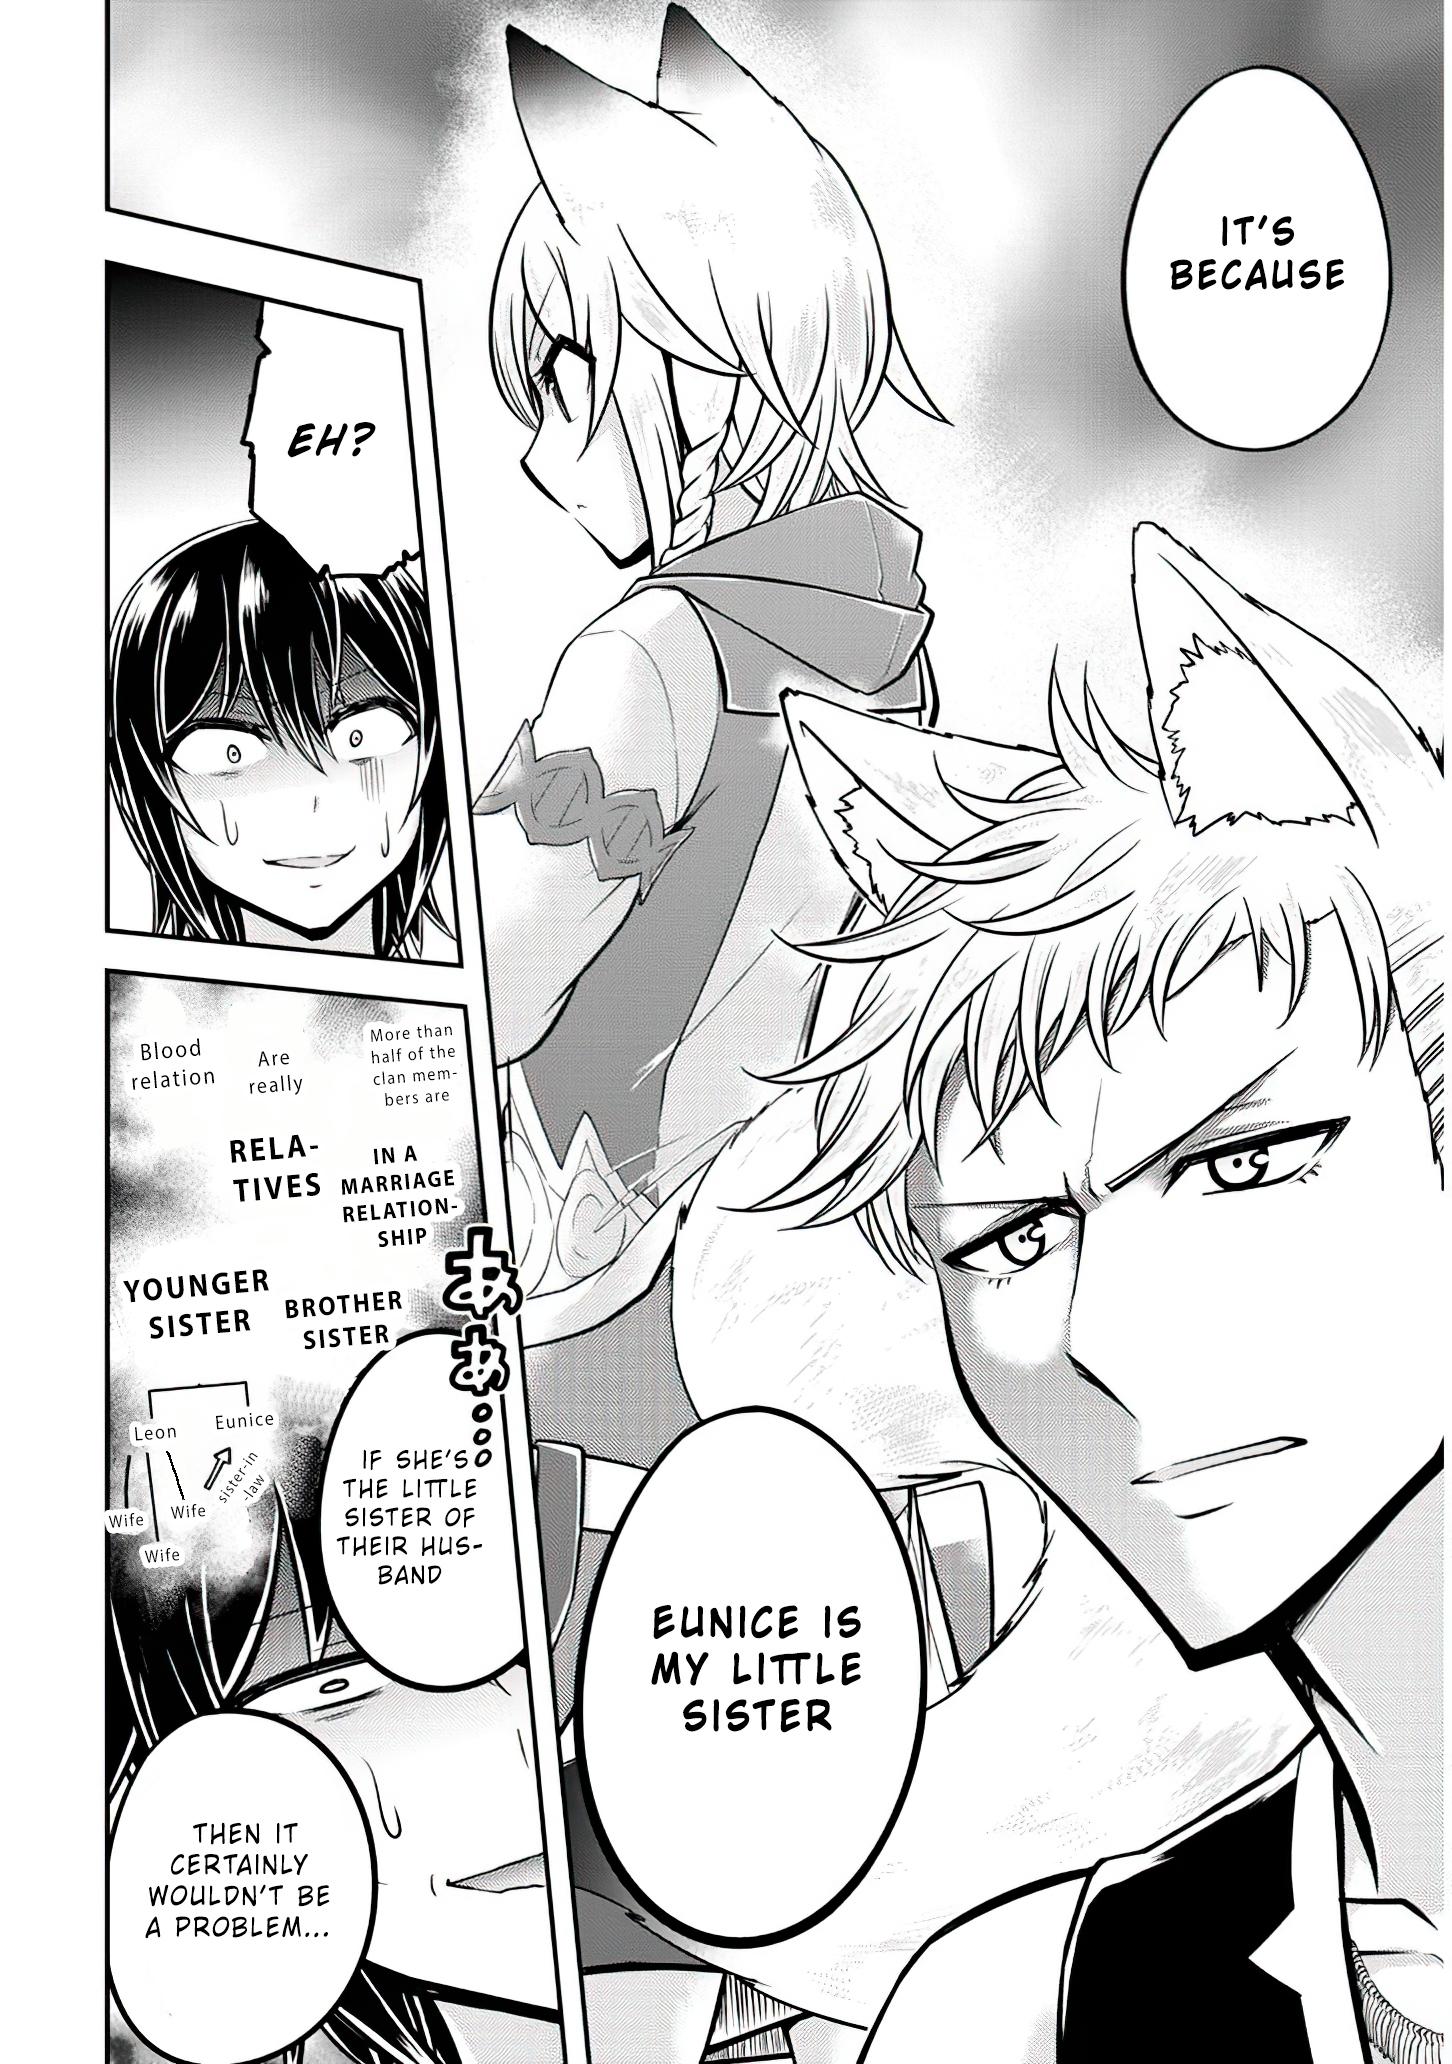 IT'S
BECAUSE
EUNICE IS
MY LITTLE
SISTER
EH?
More than
half of the
clan mem-
bers are
IN A
MARRIAGE
RELATION-
SHIP
Are
really
RELA-
TIVES
Blood
relation
BROTHER
SISTER
YOUNGER
SISTER
Leon
Eunice
sister-in
-law
Wife
Wife
Wife
ああ...
IF SHE'S
THE LITTLE
SISTER OF
THEIR HUS-
BAND
THEN IT
CERTAINLY
WOULDN'T BE
A PROBLEM...